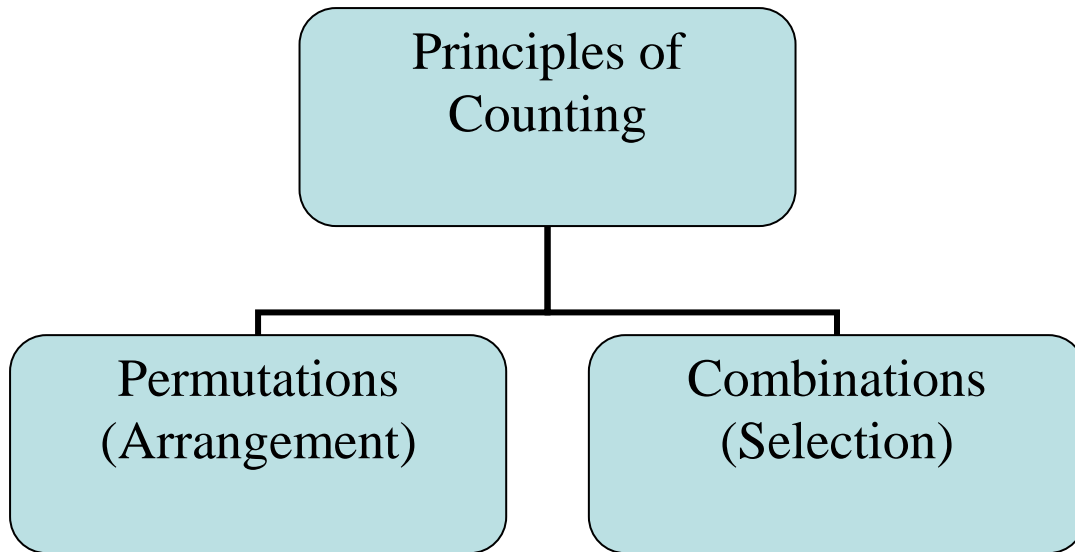 Principles of
Counting
Permutations
(Arrangement)
Combinations
(Selection)